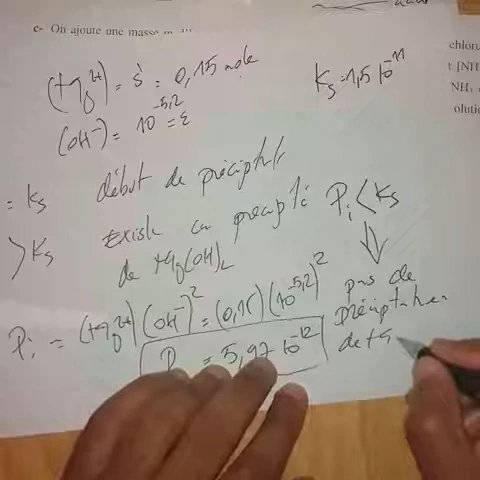 c- On ajoute une masse
chloru
t [NH
NH₃
olutio
(Mg²⁺) = s = 0,15 mole
Ks = 1,5 10⁻¹¹
(OH⁻) = 10⁻⁵·² = ε
= Ks début de précipitat
> Ks Existe un précipité
de Mg(OH)₂
Pi < Ks
⇓
pas de
précipitation
de Mg
Pi = (Mg²⁺)(OH⁻)² = (0,15)(10⁻⁵·²)²
P = 5,97 10⁻¹²